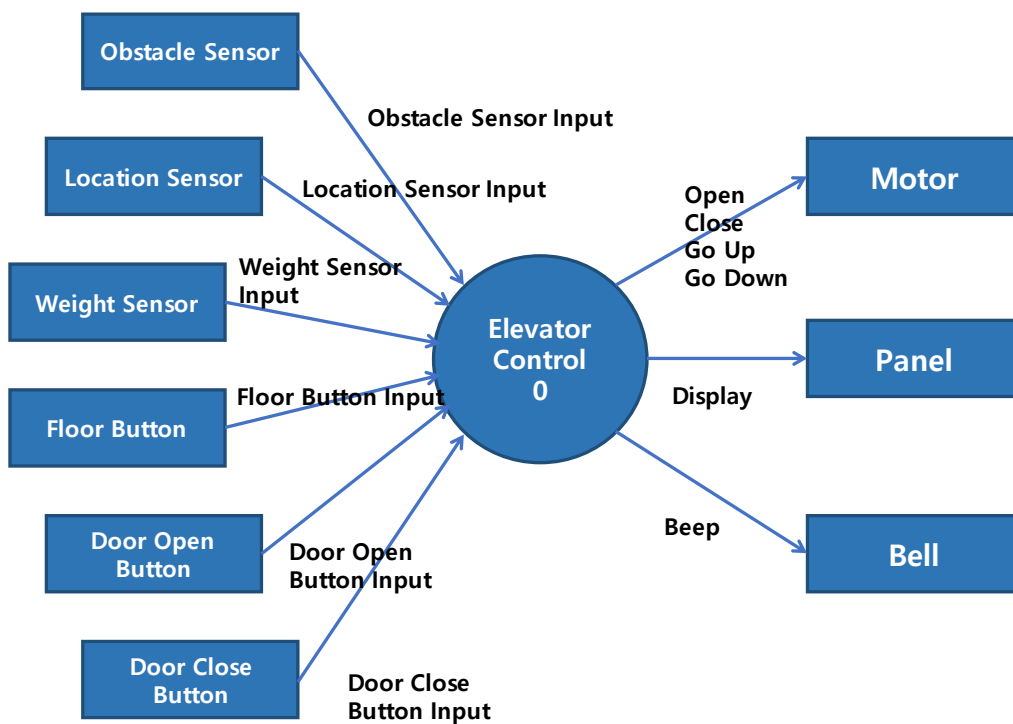 Obstacle Sensor
Obstacle Sensor Input
Location Sensor
Location Sensor Input
Motor
Open
Close
Go Up
Go Down
Weight Sensor
Weight Sensor
Input
Elevator
Control
0
Panel
Display
Floor Button
Floor Button Input
Door Open
Button
Door Open
Button Input
Beep
Bell
Door Close
Button
Door Close
Button Input